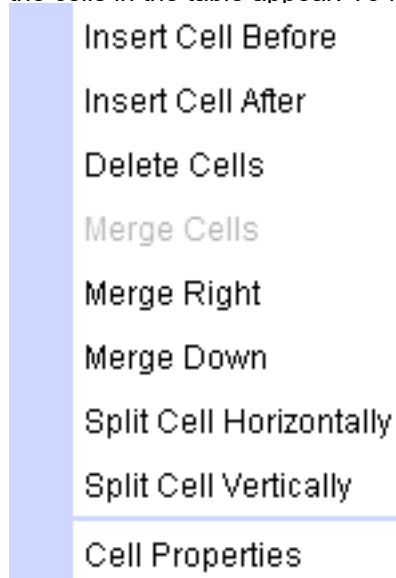 Insert Cell Before
Insert Cell After
Delete Cells
Merge Cells
Merge Right
Merge Down
Split Cell Horizontally
Split Cell Vertically
Cell Properties